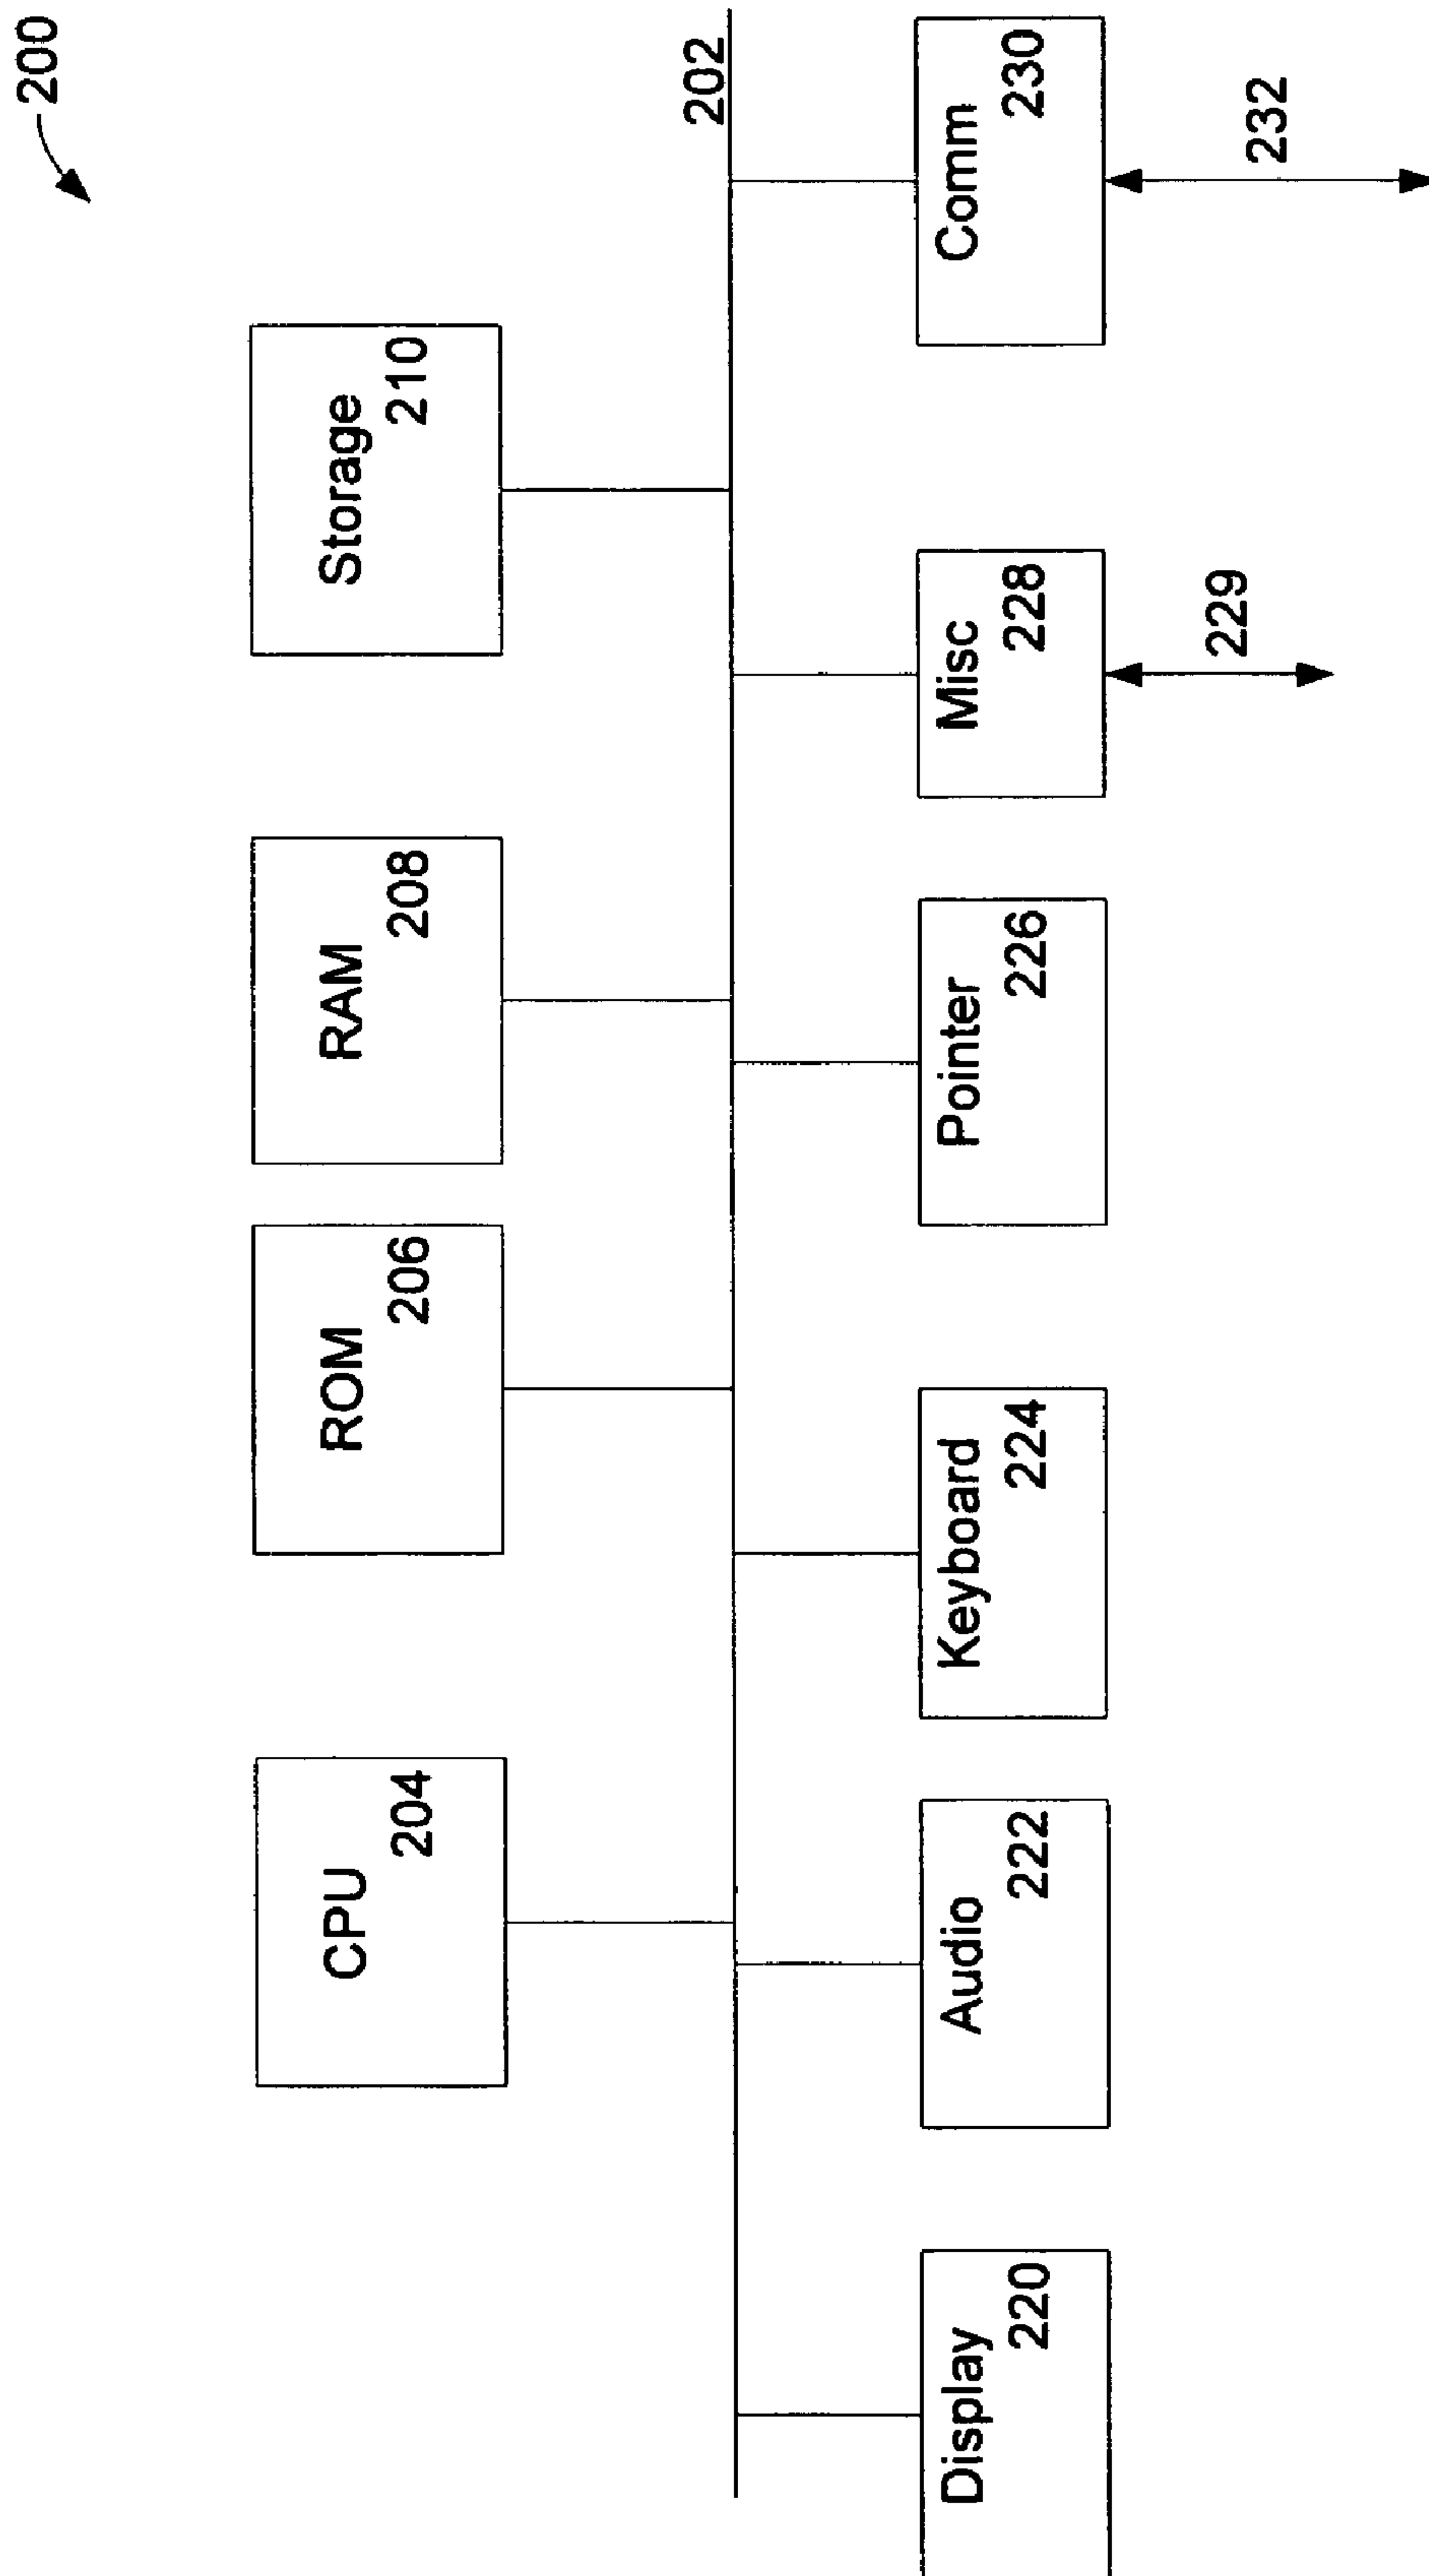 200
CPU
204
ROM
206
RAM
208
Storage
210
202
Display
220
Audio
222
Keyboard
224
Pointer
226
Misc
228
Comm
230
229
232